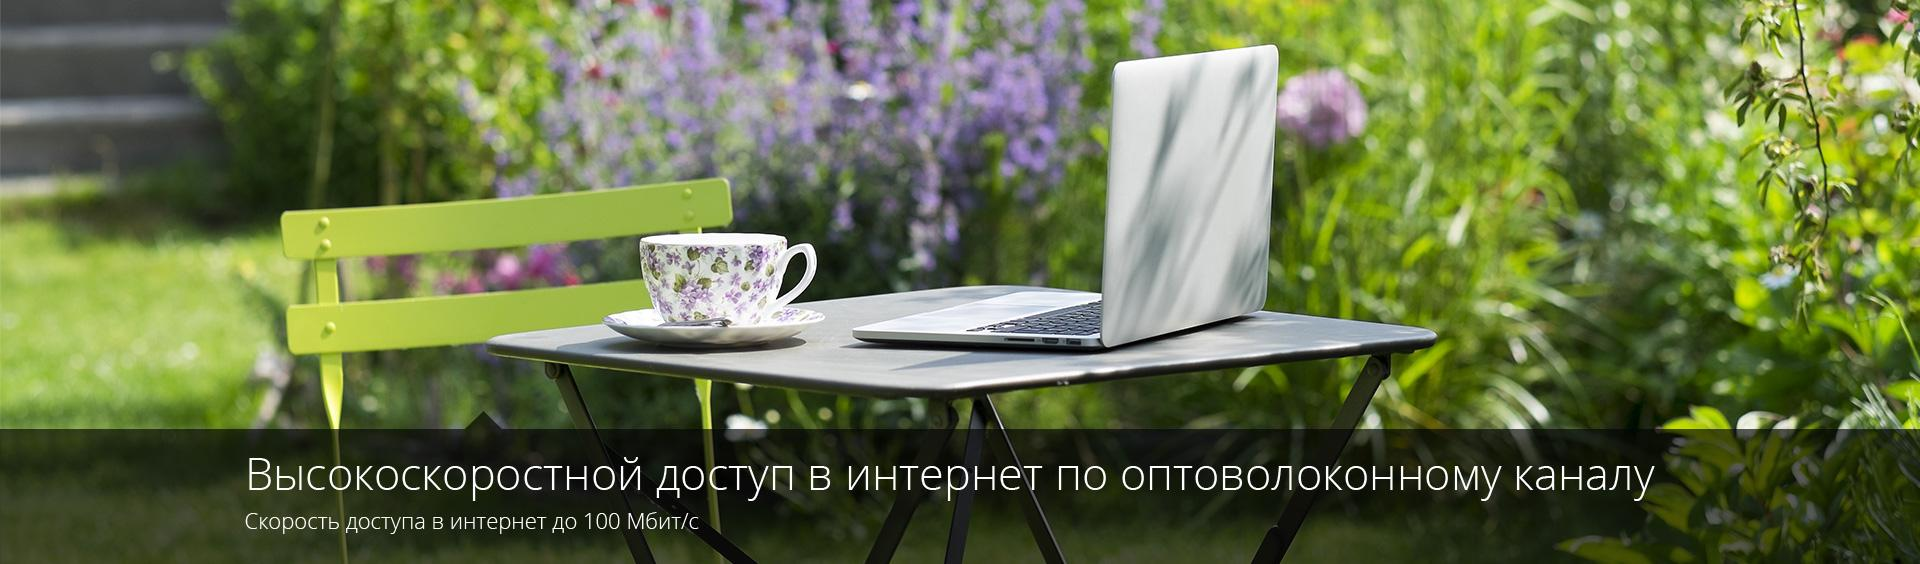 Высокоскоростной доступ в интернет по оптоволоконному каналу
Скорость доступа в интернет до 100 Мбит/с